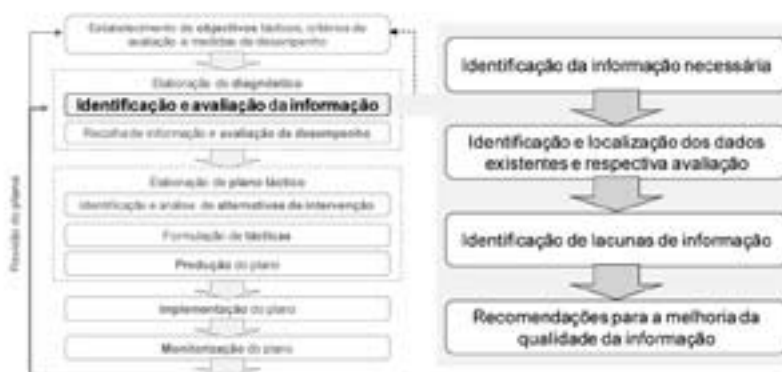 Estabelecimento de objectivos tácticos, critérios de
avaliação e medidas de desempenho
Elaboração do diagnóstico
Identificação e avaliação da informação
Recolha de informação e avaliação do desempenho
Elaboração do plano táctico
Identificação e análise de alternativas de intervenção
Formulação de tácticas
Produção do plano
Implementação do plano
Monitorização do plano
Revisão do plano
Identificação da informação necessária
Identificação e localização dos dados
existentes e respectiva avaliação
Identificação de lacunas de informação
Recomendações para a melhoria da
qualidade da informação